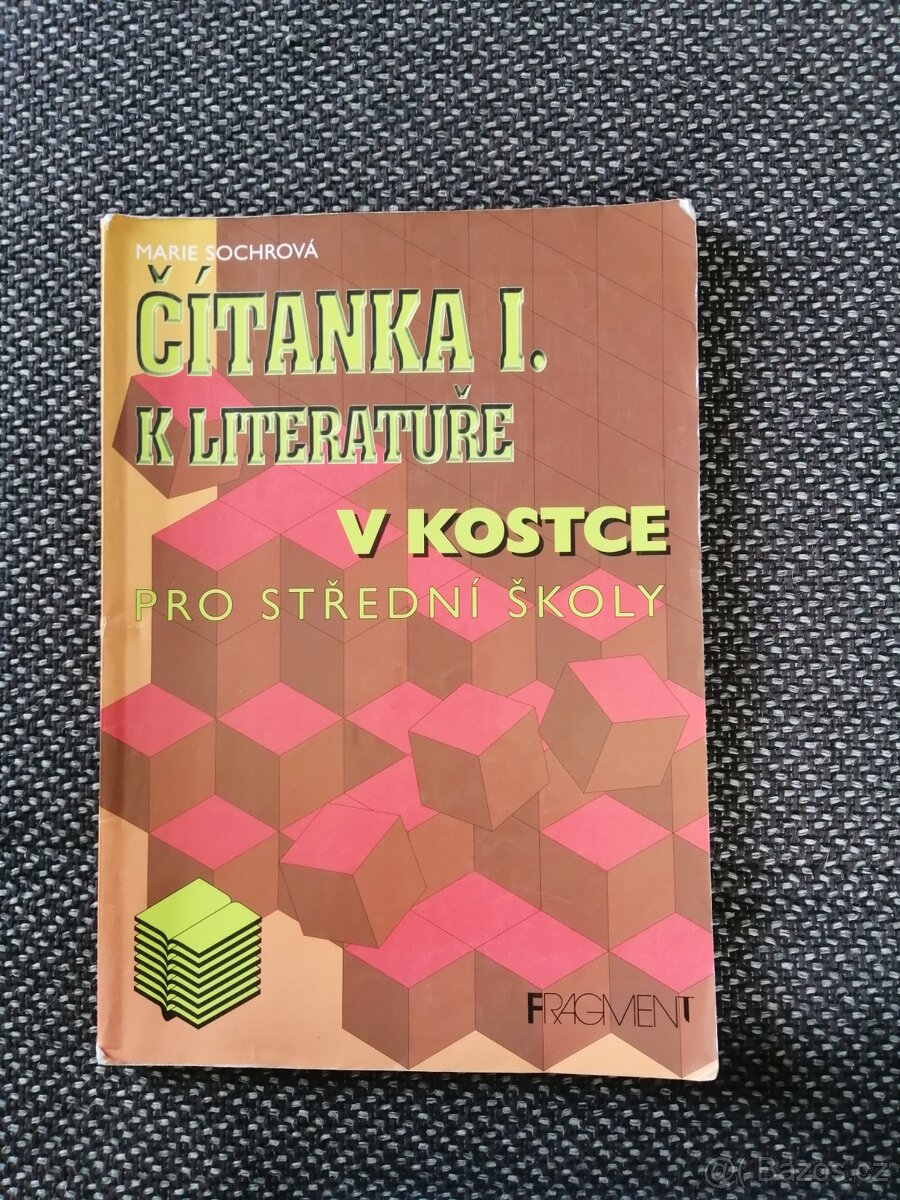 MARIE SOCHROVÁ
ČÍTANKA I.
K LITERATUŘE
V KOSTCE
PRO STŘEDNÍ ŠKOLY
FRAGMENT
@( Bazos.cz